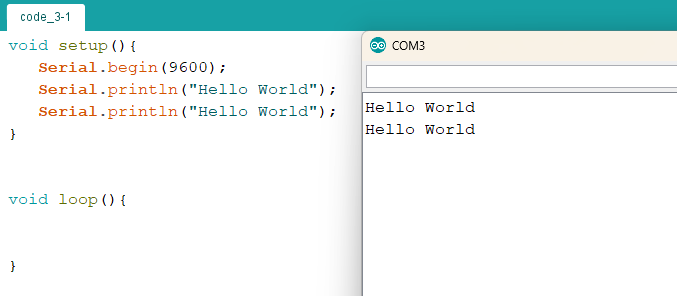 code_3-1
void setup(){
   Serial.begin(9600);
   Serial.println("Hello World");
   Serial.println("Hello World");
}
void loop(){
}
COM3
Hello World
Hello World